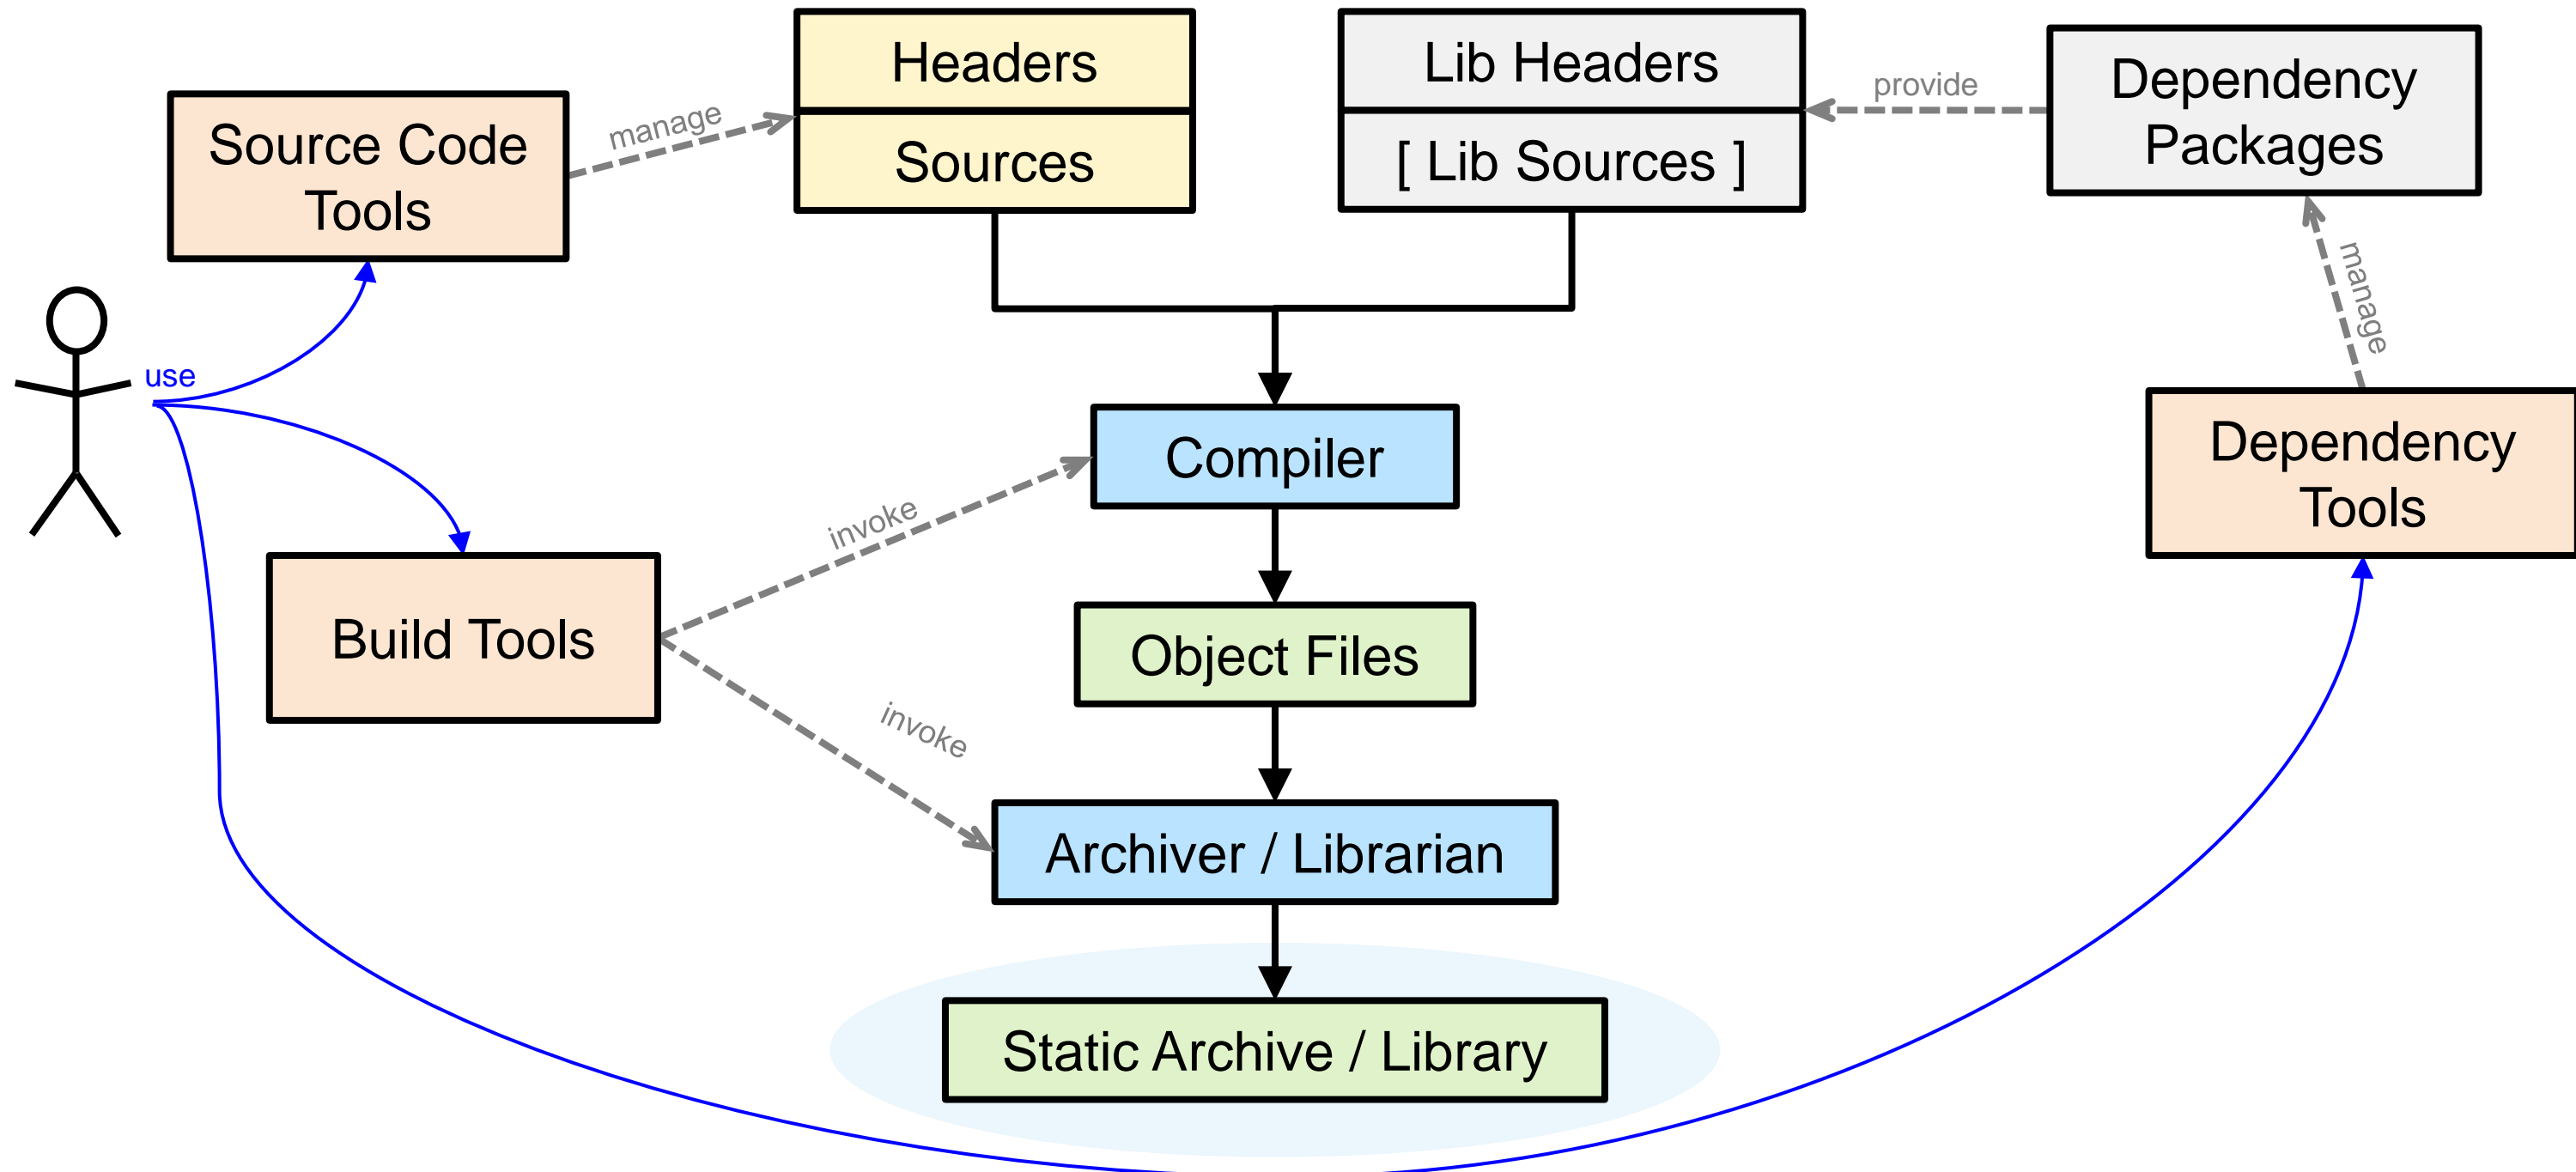 Headers
Sources
Lib Headers
[ Lib Sources ]
provide
Dependency
Packages
Source Code
Tools
manage
manage
use
Compiler
Dependency
Tools
invoke
Build Tools
Object Files
invoke
Archiver / Librarian
Static Archive / Library